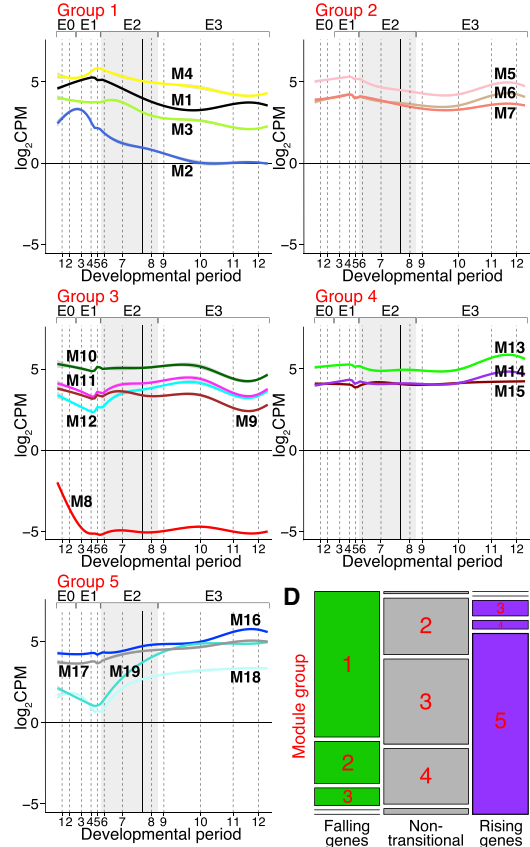 Group 1
E0 E1 E2 E3
log2CPM
5
0
−5
M4
M1
M3
M2
1 2 3 4 5 6 7 8 9 10 11 12
Developmental period
Group 2
E0 E1 E2 E3
log2CPM
5
0
−5
M5
M6
M7
1 2 3 4 5 6 7 8 9 10 11 12
Developmental period
Group 3
E0 E1 E2 E3
log2CPM
5
0
−5
M10
M11
M12
M9
M8
1 2 3 4 5 6 7 8 9 10 11 12
Developmental period
Group 4
E0 E1 E2 E3
log2CPM
5
0
−5
M13
M14
M15
1 2 3 4 5 6 7 8 9 10 11 12
Developmental period
Group 5
E0 E1 E2 E3
log2CPM
5
0
−5
M16
M17 M19
M18
1 2 3 4 5 6 7 8 9 10 11 12
Developmental period
D
Module group
1
2
3
2
3
4
3
4
5
Falling genes
Non-transitional
Rising genes